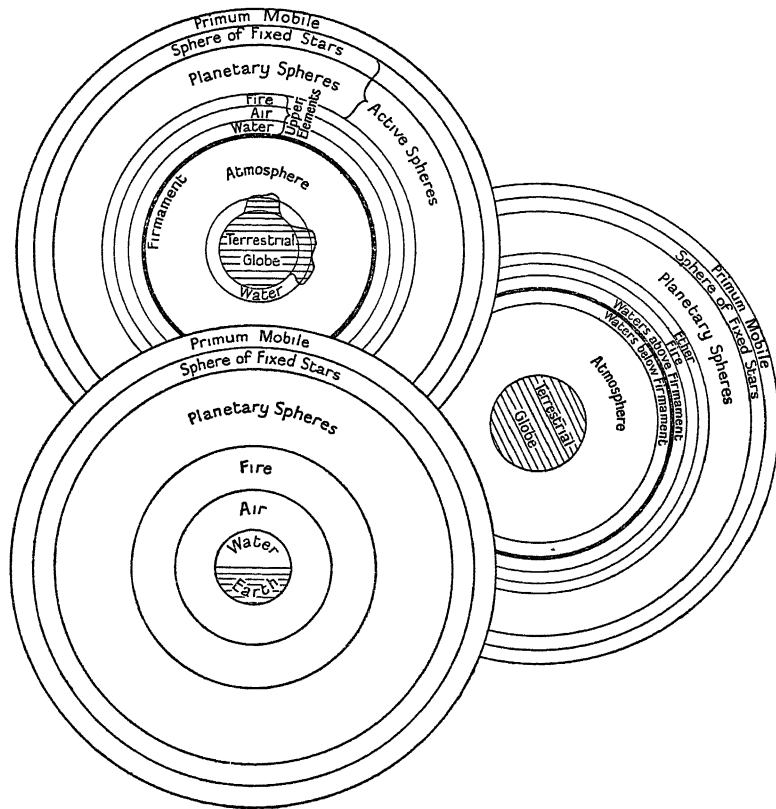 Primum Mobile
Sphere of Fixed Stars
Planetary Spheres
Fire
Air
Water
Upper
Elements
Active Spheres
Firmament
Atmosphere
Terrestrial
Globe
Water
Primum Mobile
Sphere of Fixed Stars
Planetary Spheres
Ether
Fire
Waters above Firmament
Waters below Firmament
Atmosphere
Terrestrial
Globe
Primum Mobile
Sphere of Fixed Stars
Planetary Spheres
Fire
Air
Water
Earth